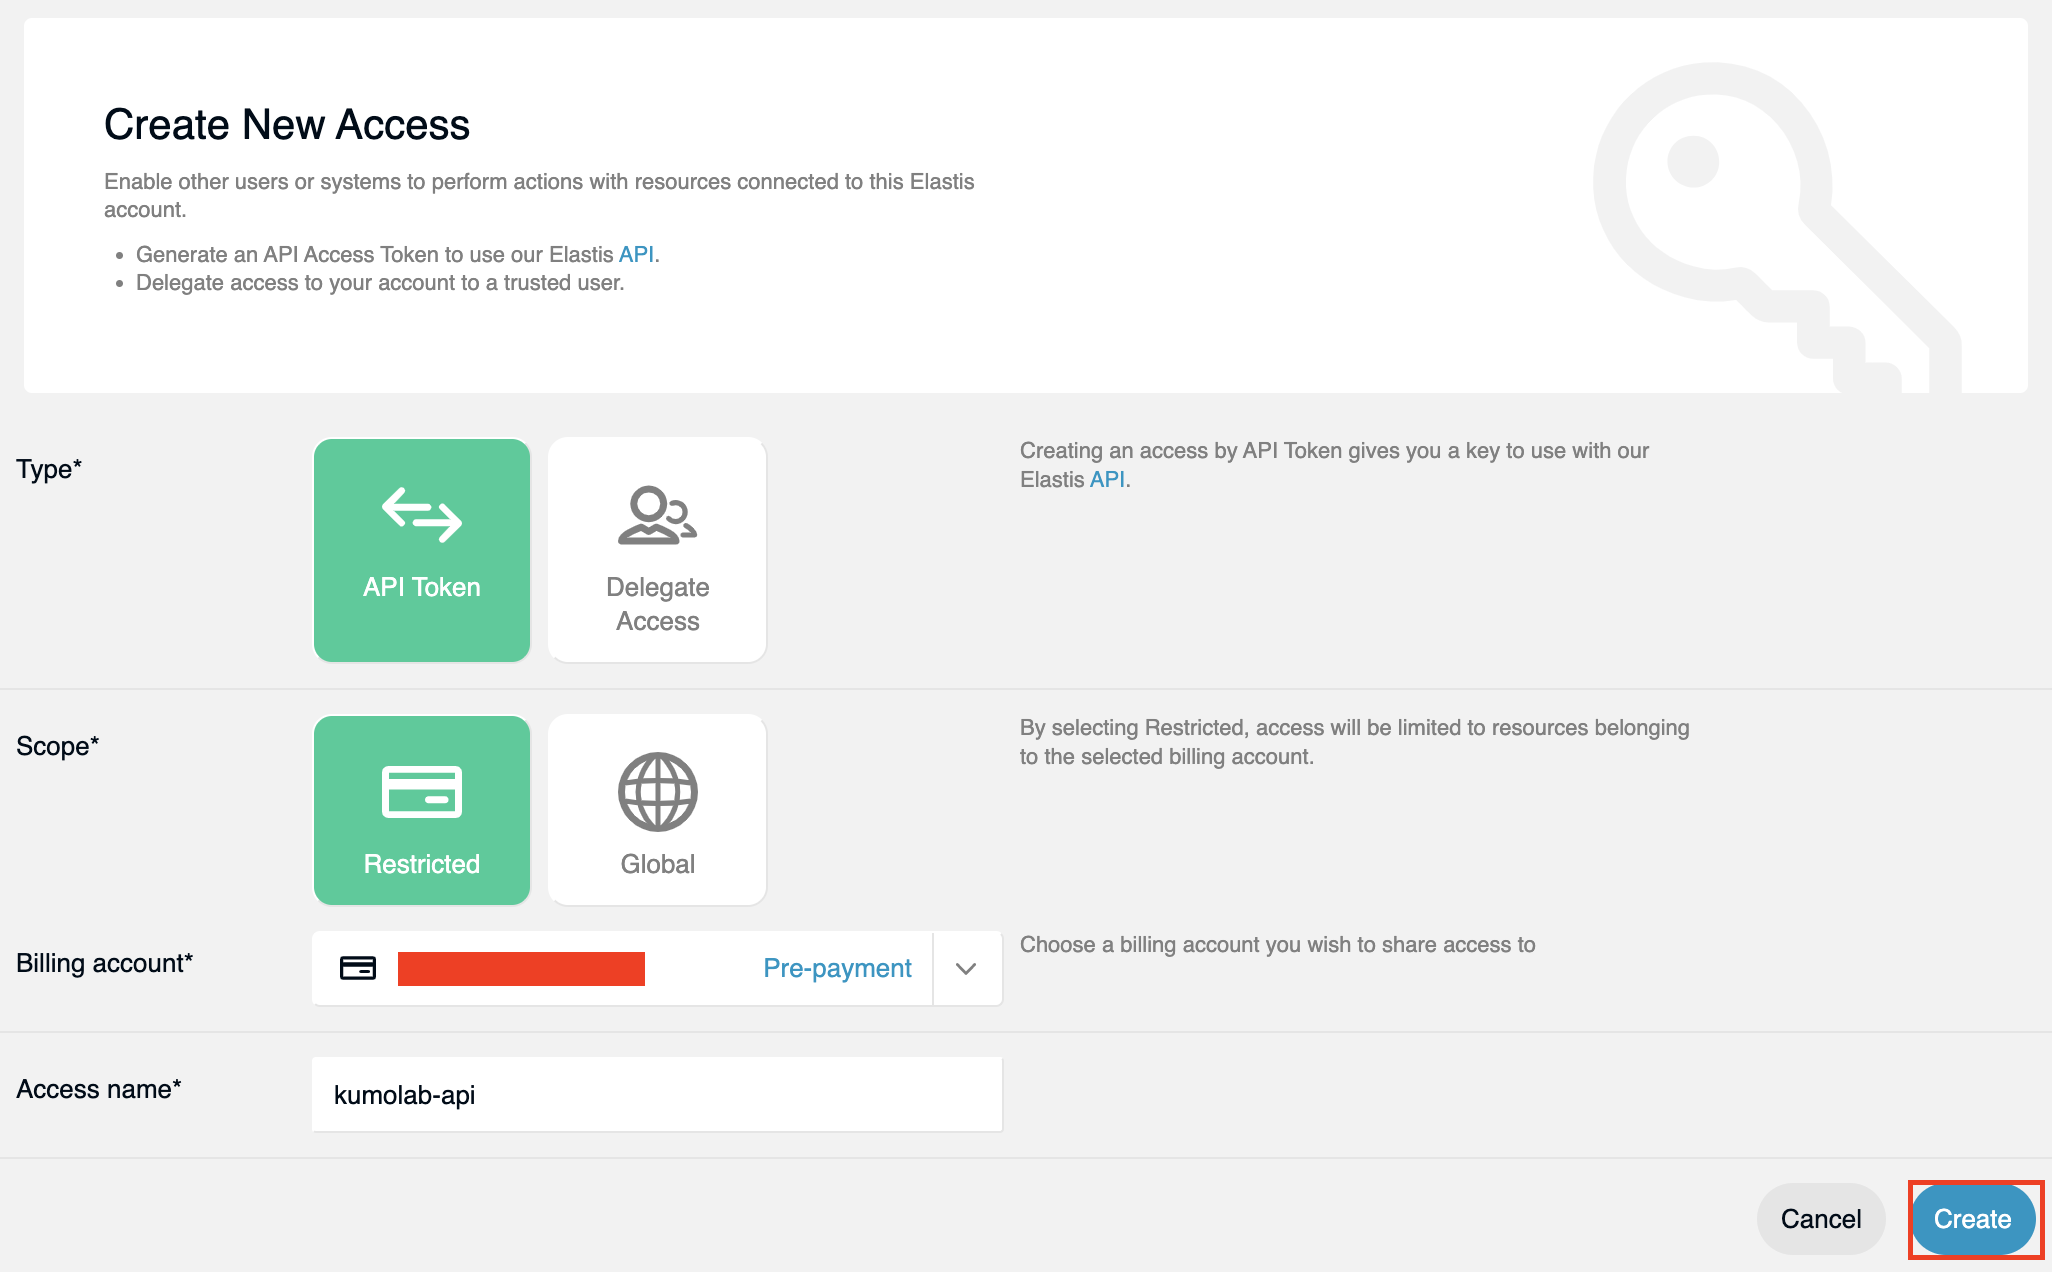 Create New Access
Enable other users or systems to perform actions with resources connected to this Elastis
account.
Generate an API Access Token to use our Elastis API.
Delegate access to your account to a trusted user.
Type*
API Token
Delegate
Access
Creating an access by API Token gives you a key to use with our
Elastis API.
Scope*
Restricted
Global
By selecting Restricted, access will be limited to resources belonging
to the selected billing account.
Billing account*
Pre-payment
Choose a billing account you wish to share access to
Access name*
kumolab-api
Cancel
Create